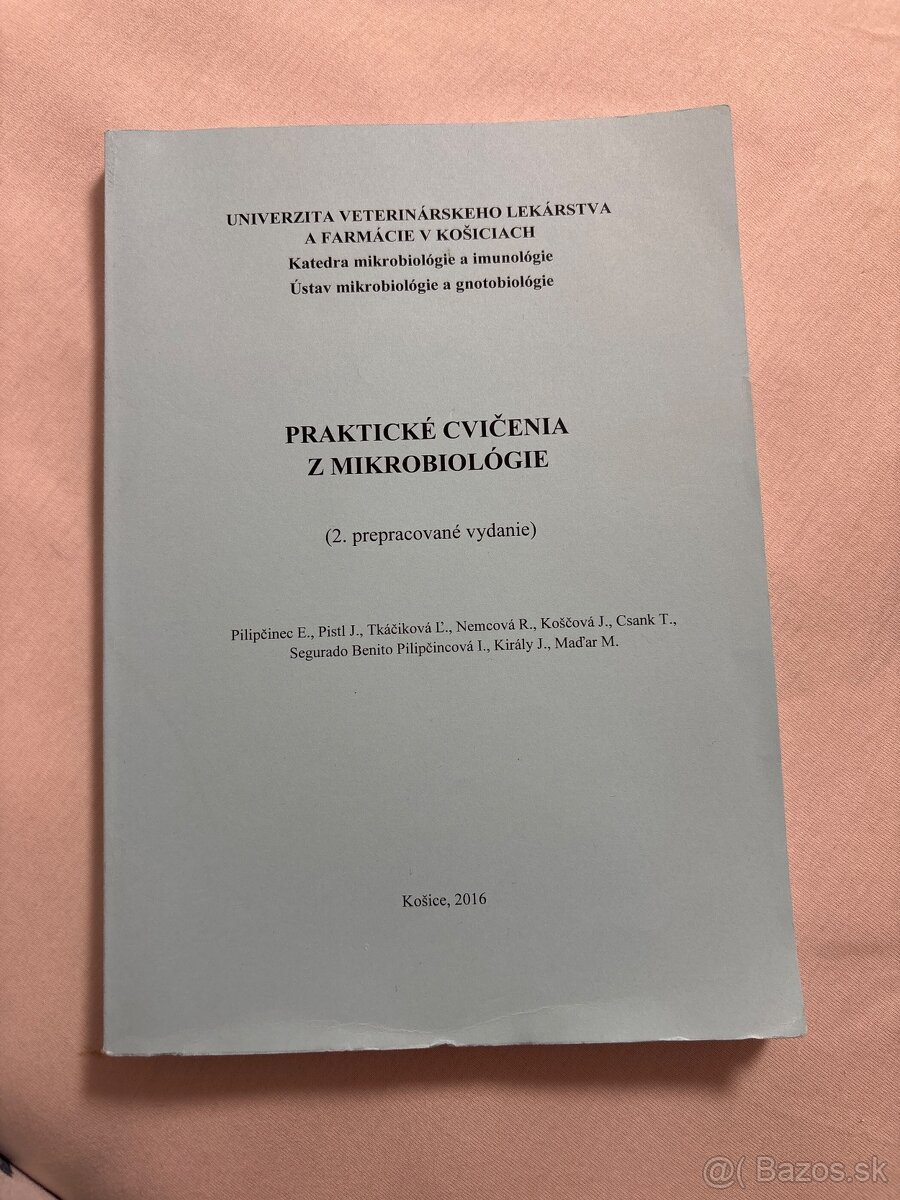 UNIVERZITA VETERINÁRSKEHO LEKÁRSTVA
A FARMÁCIE V KOŠICIACH
Katedra mikrobiológie a imunológie
Ústav mikrobiológie a gnotobiológie
PRAKTICKÉ CVIČENIA
Z MIKROBIOLÓGIE
(2. prepracované vydanie)
Pilipčinec E., Pistl J., Tkáčiková Ľ., Nemcová R., Koščová J., Csank T.,
Segurado Benito Pilipčincová I., Király J., Maďar M.
Košice, 2016
@( Bazos.sk